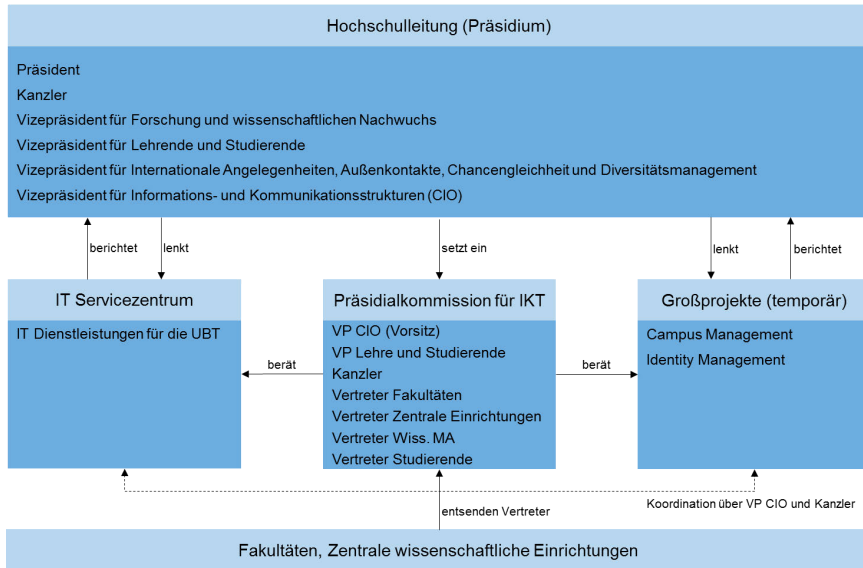 Hochschulleitung (Präsidium)
Präsident
Kanzler
Vizepräsident für Forschung und wissenschaftlichen Nachwuchs
Vizepräsident für Lehrende und Studierende
Vizepräsident für Internationale Angelegenheiten, Außenkontakte, Chancengleichheit und Diversitätsmanagement
Vizepräsident für Informations- und Kommunikationsstrukturen (CIO)
berichtet
lenkt
setzt ein
lenkt
berichtet
IT Servicezentrum
IT Dienstleistungen für die UBT
berät
Präsidialkommission für IKT
VP CIO (Vorsitz)
VP Lehre und Studierende
Kanzler
Vertreter Fakultäten
Vertreter Zentrale Einrichtungen
Vertreter Wiss. MA
Vertreter Studierende
berät
Großprojekte (temporär)
Campus Management
Identity Management
Koordination über VP CIO und Kanzler
entsenden Vertreter
Fakultäten, Zentrale wissenschaftliche Einrichtungen